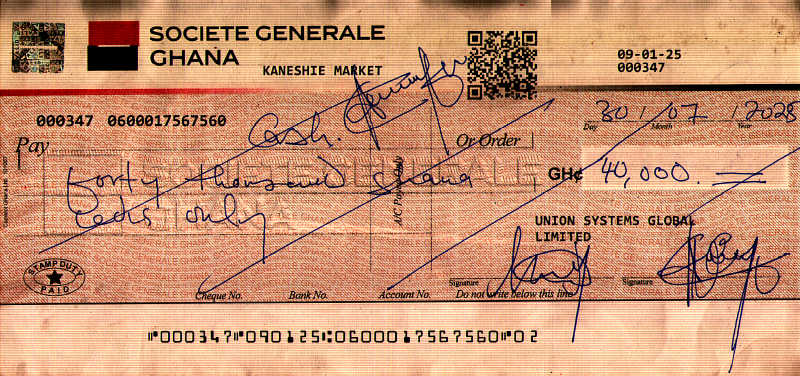 SOCIETE GENERALE
GHANA
KANESHIE MARKET
09-01-25
000347
000347 0600017567560
Cash.
30 / 07 / 2028
Day Month Year
Pay
Or Order
forty thousand Ghana
GH¢ 40,000.
cedis only
A/C Payee Only
UNION SYSTEMS GLOBAL
LIMITED
STAMP DUTY
PAID
Signature
Signature
Cheque No. Bank No. Account No. Do not write below this line
⑈000347⑈090125⑆0600017567560⑈02